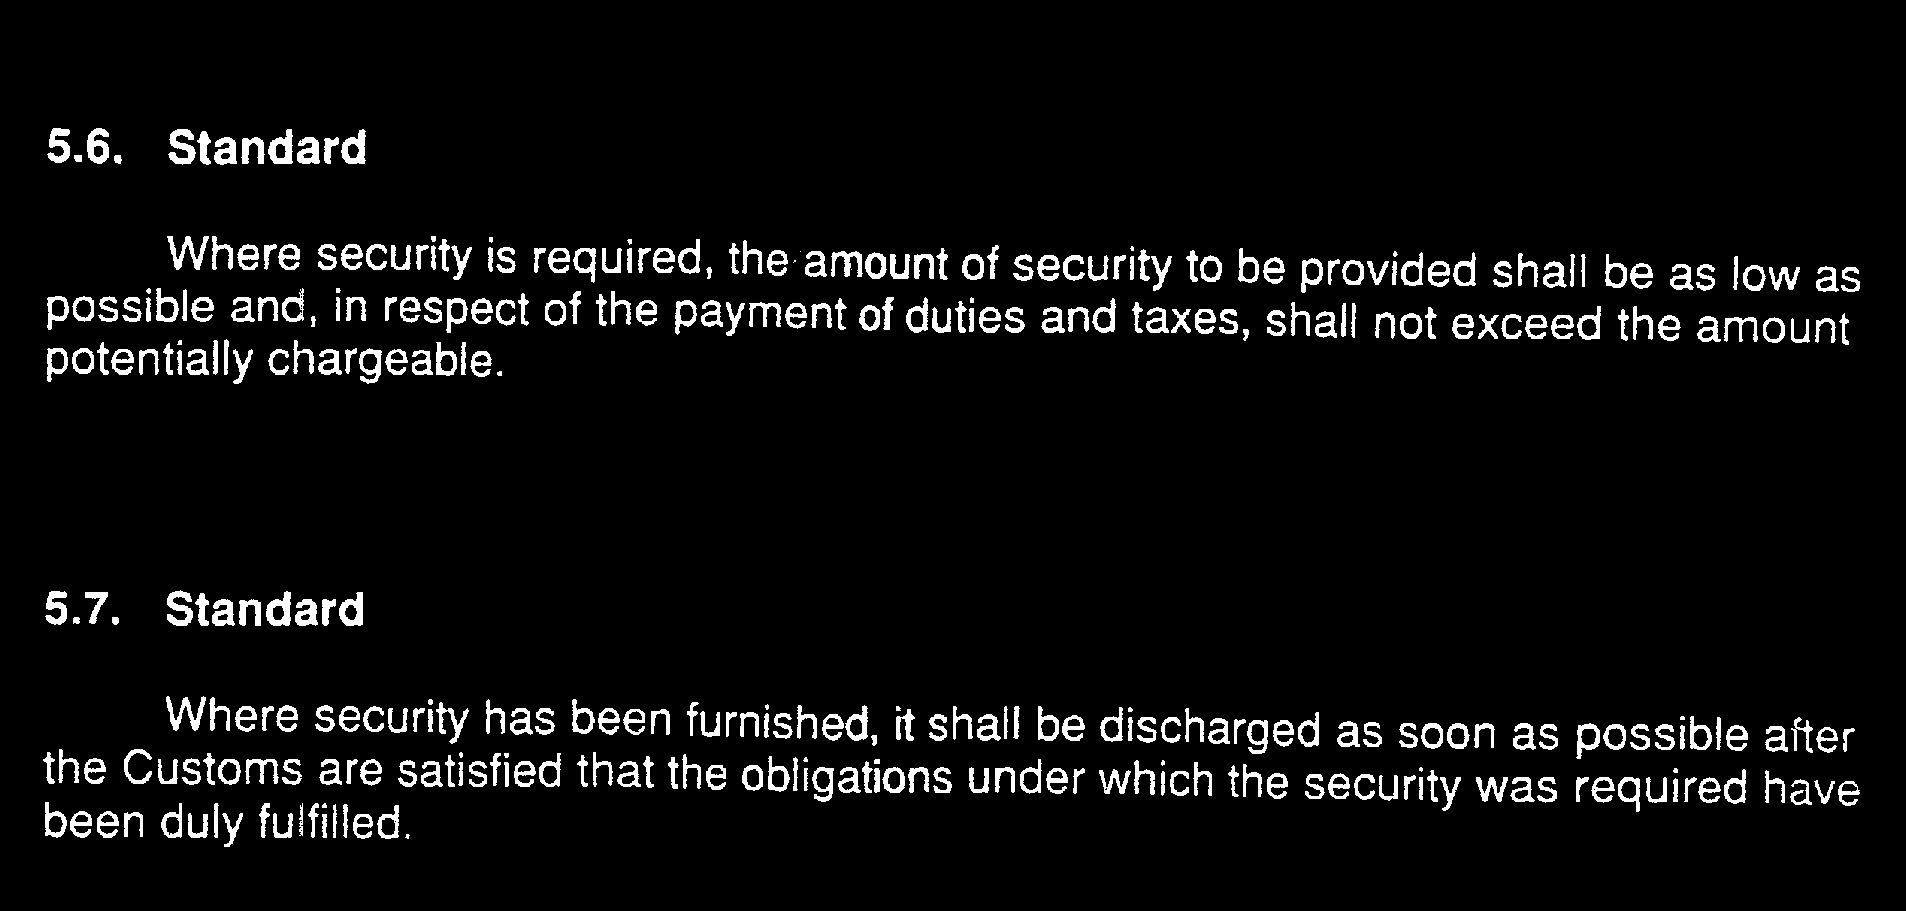 5.6. Standard
Where security is required, the amount of security to be provided shall be as low as
possible and, in respect of the payment of duties and taxes, shall not exceed the amount
potentially chargeable.
5.7. Standard
Where security has been furnished, it shall be discharged as soon as possible after
the Customs are satisfied that the obligations under which the security was required have
been duly fulfilled.